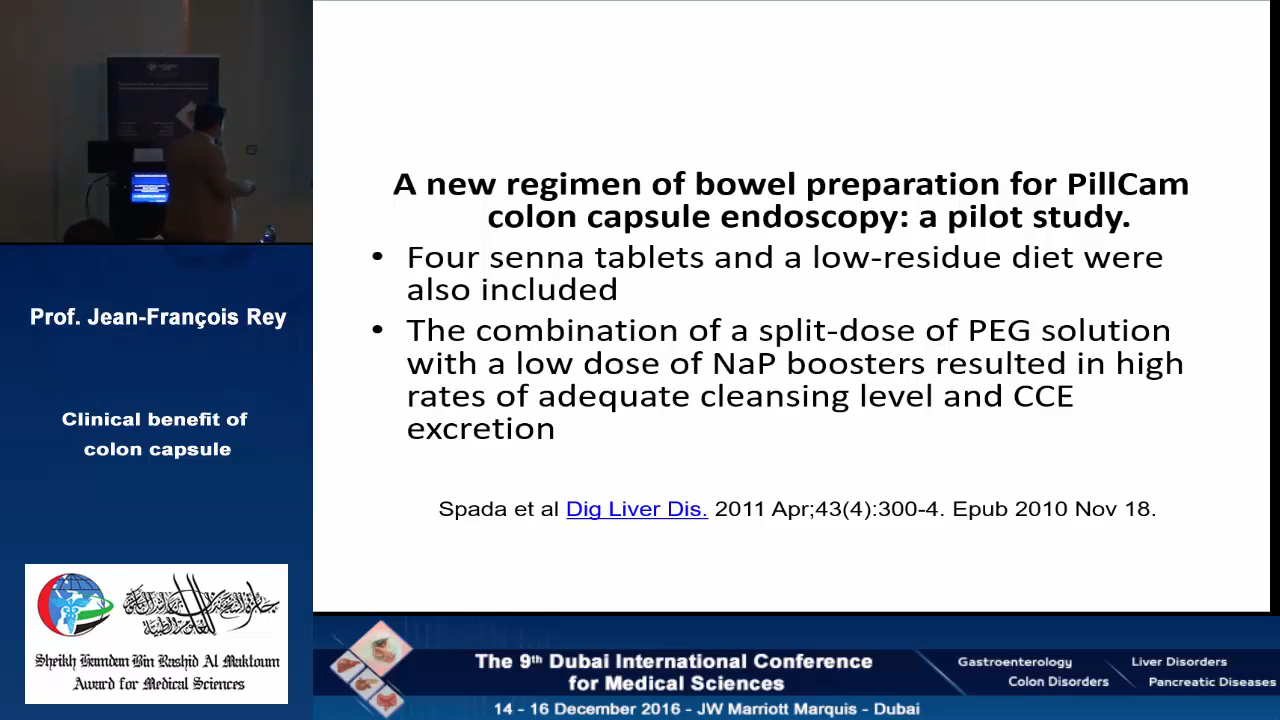 A new regimen of bowel preparation for PillCam
colon capsule endoscopy: a pilot study.
• Four senna tablets and a low-residue diet were
also included
• The combination of a split-dose of PEG solution
with a low dose of NaP boosters resulted in high
rates of adequate cleansing level and CCE
excretion
Spada et al Dig Liver Dis. 2011 Apr;43(4):300-4. Epub 2010 Nov 18.
Prof. Jean-François Rey
Clinical benefit of
colon capsule
Sheikh Hamdan Bin Rashid Al Maktoum
Award for Medical Sciences
The 9th Dubai International Conference
for Medical Sciences
14 - 16 December 2016 - JW Marriott Marquis - Dubai
Gastroenterology
Liver Disorders
Colon Disorders
Pancreatic Diseases